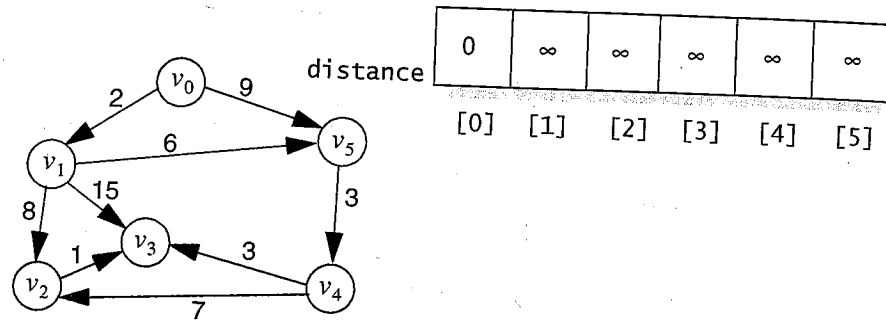 distance 0 ∞ ∞ ∞ ∞ ∞
[0] [1] [2] [3] [4] [5]
v0
2 9
v5
6
v1
15
8 3
v3
1 3
v2 v4
7